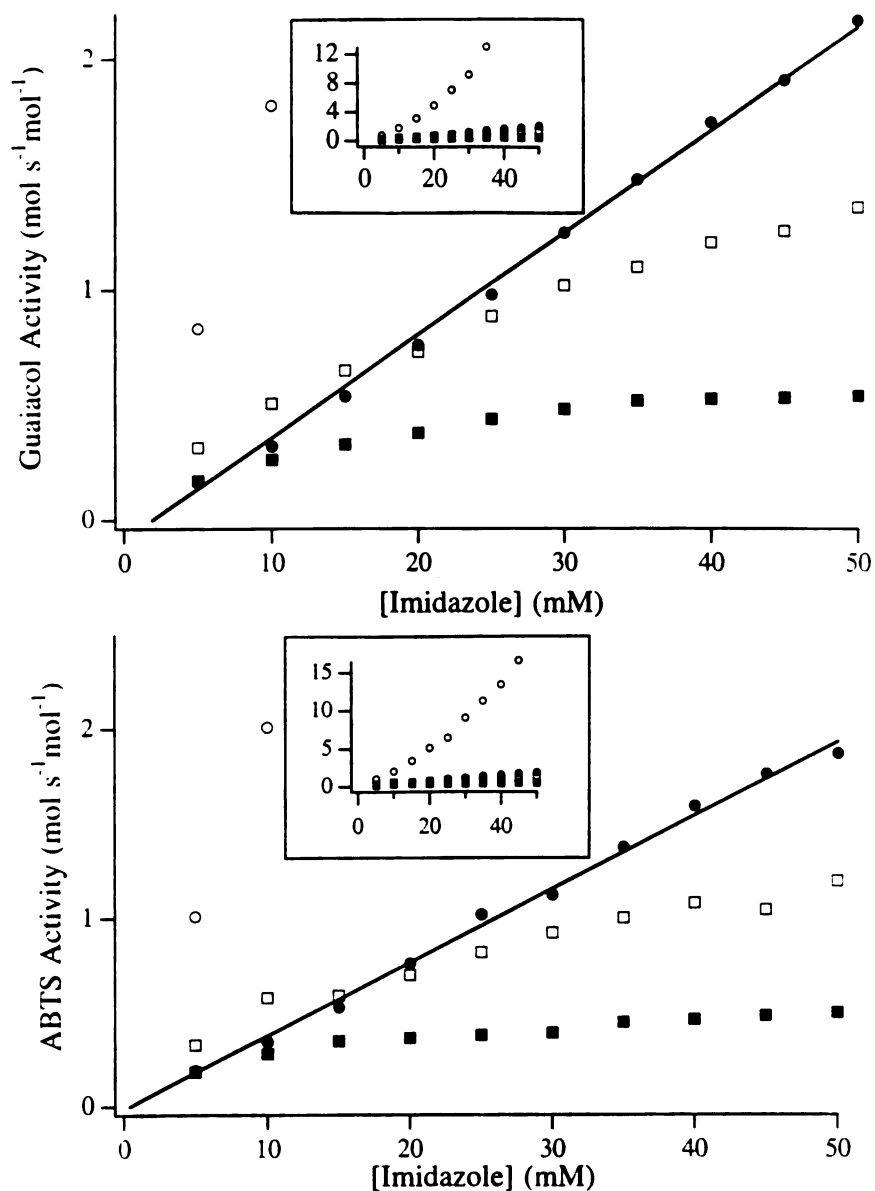 Guaiacol Activity (mol s⁻¹mol⁻¹)
2
1
0
12
8
4
0
0 20 40
0 10 20 30 40 50
[Imidazole] (mM)
ABTS Activity (mol s⁻¹mol⁻¹)
2
1
0
15
10
5
0
0 20 40
0 10 20 30 40 50
[Imidazole] (mM)